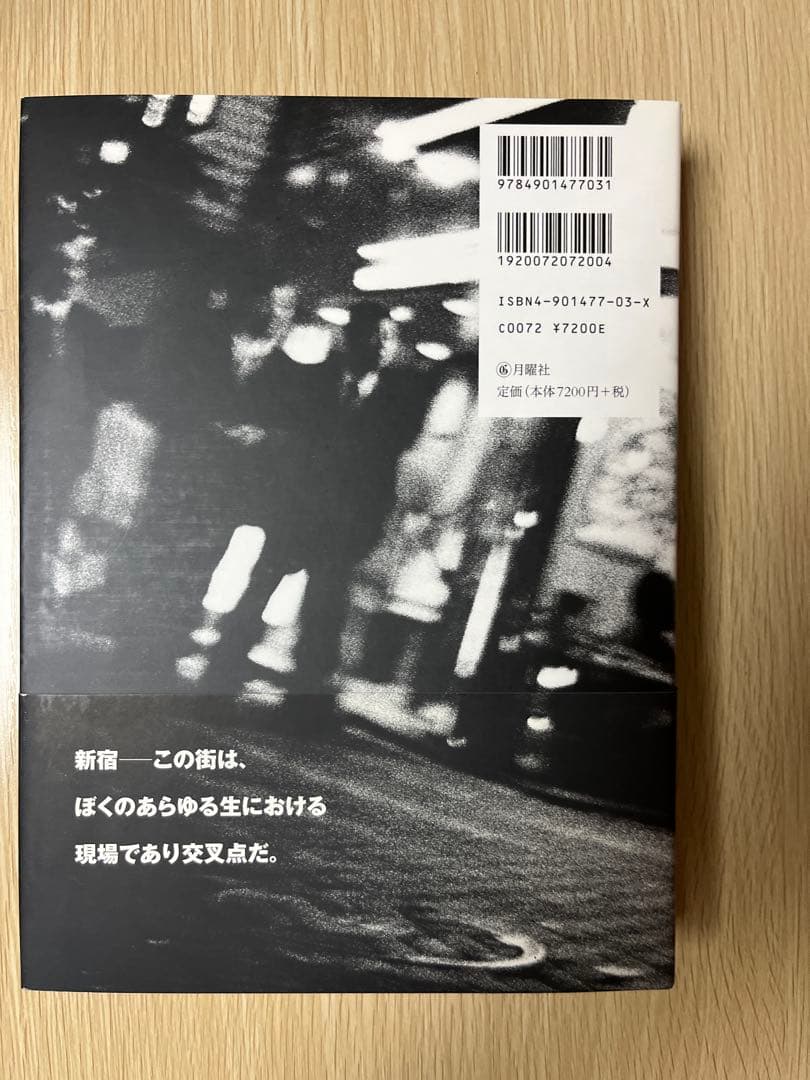 9784901477031
1920072072004
ISBN4-901477-03-X
C0072 ¥7200E
月曜社
定価(本体7200円+税)
新宿──この街は、
ぼくのあらゆる生における
現場であり交叉点だ。